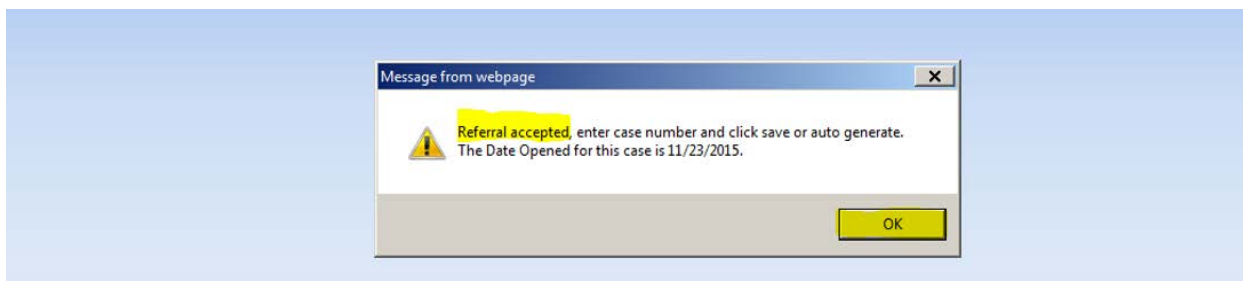 Message from webpage
Referral accepted, enter case number and click save or auto generate.
The Date Opened for this case is 11/23/2015.
OK